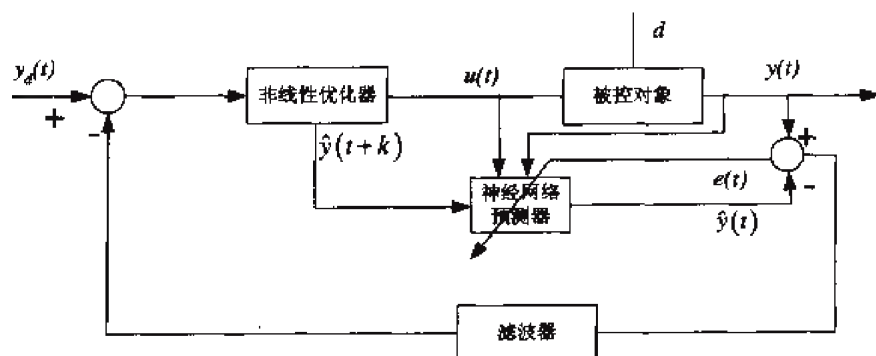 d
y_d(t)
u(t)
y(t)
非线性优化器
被控对象
+
-
ŷ(t+k)
+
神经网络
预测器
e(t)
-
ŷ(t)
滤波器